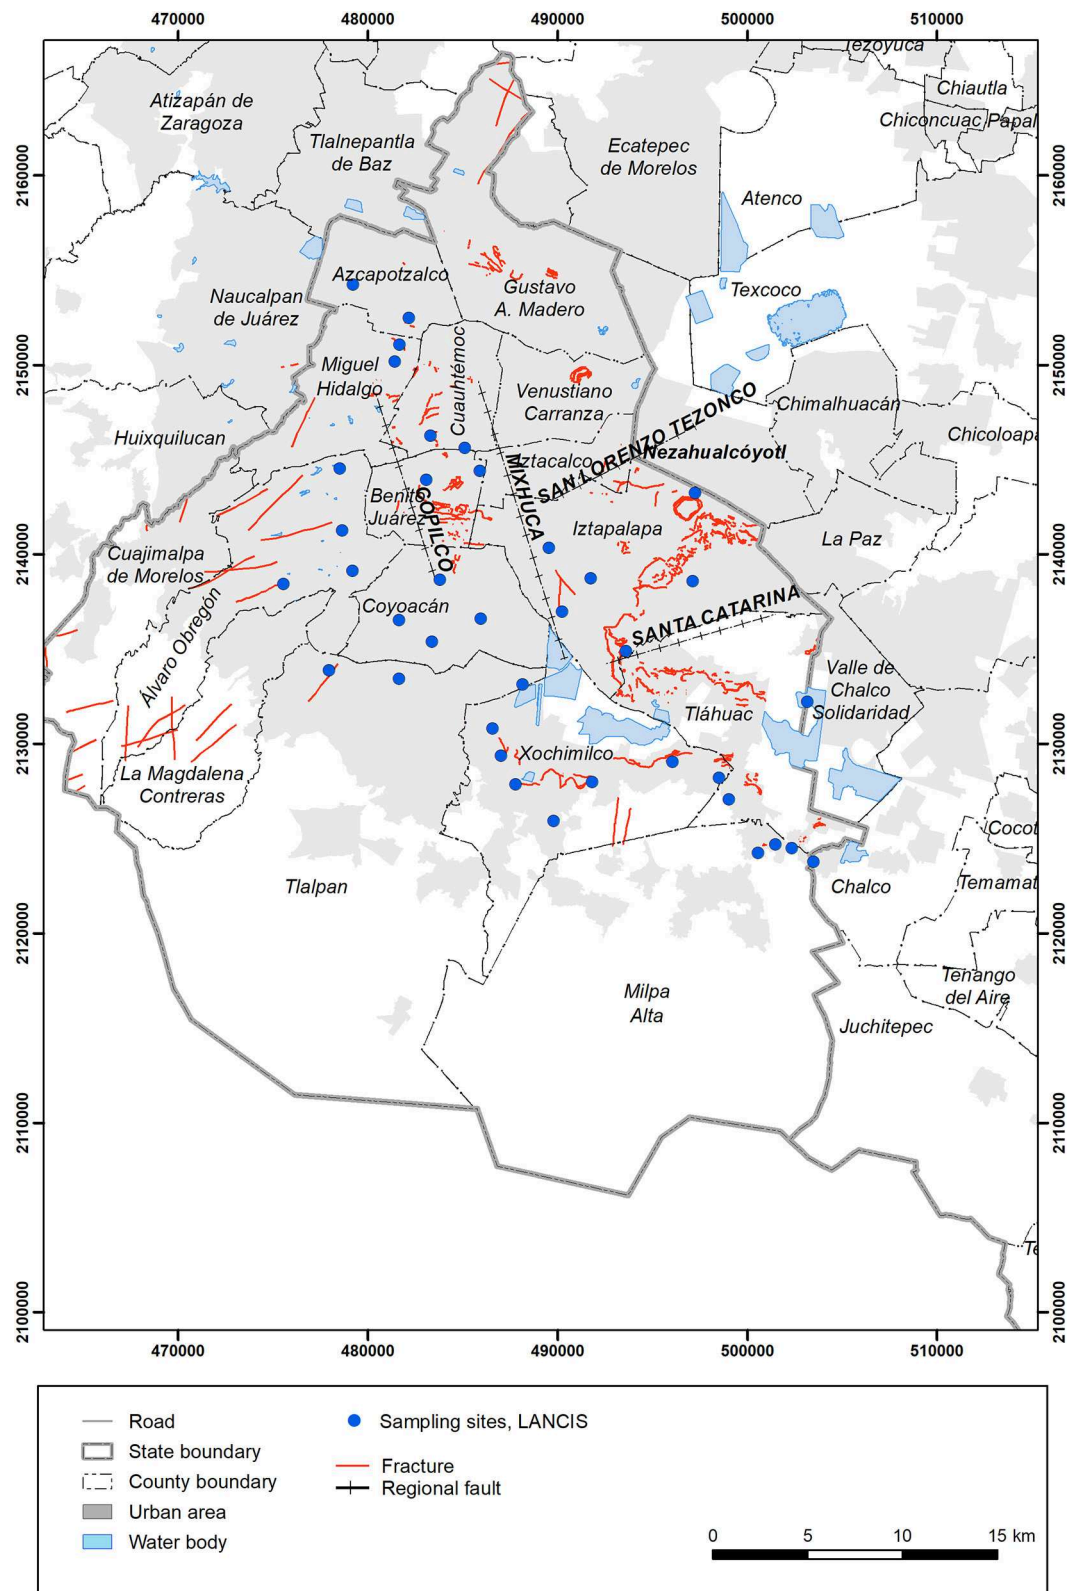 470000
480000
490000
500000
510000
Tezoyuca
Atizapán de
Zaragoza
Chiautla
Chiconcuac
Papal
Tlalnepantla
de Baz
Ecatepec
de Morelos
2160000
2160000
Atenco
Azcapotzalco
Gustavo
A. Madero
Texcoco
Naucalpan
de Juárez
2150000
2150000
Miguel
Hidalgo
Cuauhtémoc
Venustiano
Carranza
Chimalhuacán
Huixquilucan
Chicoloapa
SAN LORENZO TEZONCO
Nezahualcóyotl
Iztacalco
MIXHUCA
Benito
Juárez
COPILCO
Iztapalapa
La Paz
2140000
2140000
Cuajimalpa
de Morelos
Coyoacán
SANTA CATARINA
Álvaro Obregón
Valle de
Chalco
Solidaridad
Tláhuac
2130000
2130000
Xochimilco
La Magdalena
Contreras
Cocot
Tlalpan
Chalco
Temamat
2120000
2120000
Milpa
Alta
Tenango
del Aire
Juchitepec
2110000
2110000
Te
2100000
2100000
470000
480000
490000
500000
510000
Road
State boundary
County boundary
Urban area
Water body
Sampling sites, LANCIS
Fracture
Regional fault
0
5
10
15 km